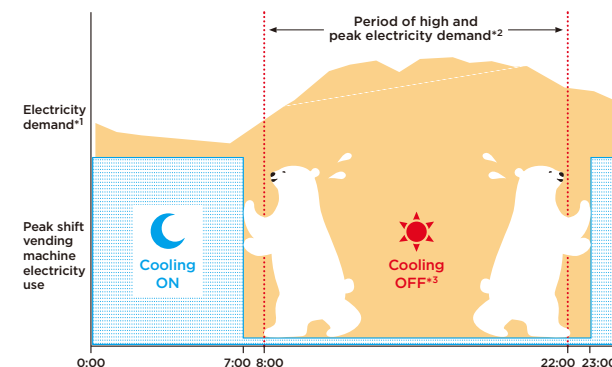 Period of high and
peak electricity demand*2
Electricity
demand*1
Peak shift
vending
machine
electricity
use
Cooling
ON
Cooling
OFF*3
0:00
7:00 8:00
22:00 23:00